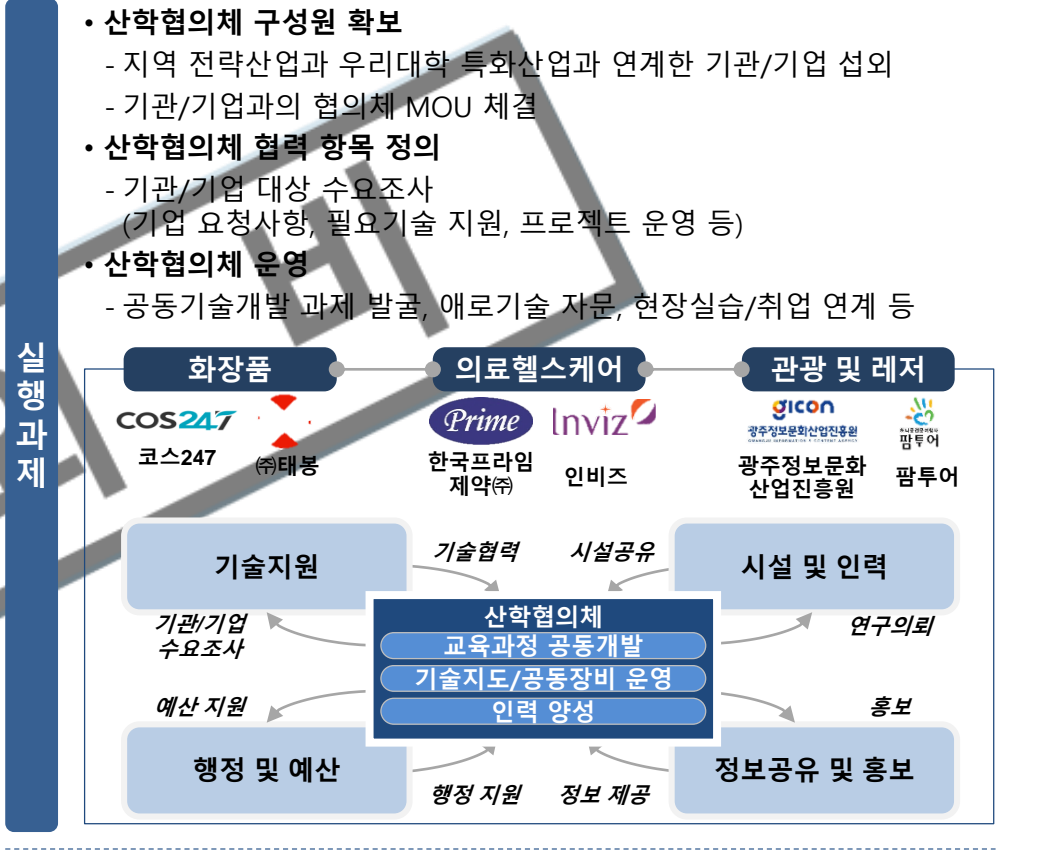 • 산학협의체 구성원 확보
- 지역 전략산업과 우리대학 특화산업과 연계한 기관/기업 섭외
- 기관/기업과의 협의체 MOU 체결
• 산학협의체 협력 항목 정의
- 기관/기업 대상 수요조사
(기업 요청사항, 필요기술 지원, 프로젝트 운영 등)
• 산학협의체 운영
- 공동기술개발 과제 발굴, 애로기술 자문, 현장실습/취업 연계 등
실행과제
화장품 의료헬스케어 관광 및 레저
COS247 Prime Inviz gicon
광주정보문화산업진흥원
팜투어
코스247 ㈜태봉 한국프라임제약㈜ 인비즈 광주정보문화산업진흥원 팜투어
기술지원 기술협력 시설공유 시설 및 인력
기관/기업
수요조사
연구의뢰
산학협의체
교육과정 공동개발
기술지도/공동장비 운영
인력 양성
예산 지원 홍보
행정 및 예산 정보공유 및 홍보
행정 지원 정보 제공
비